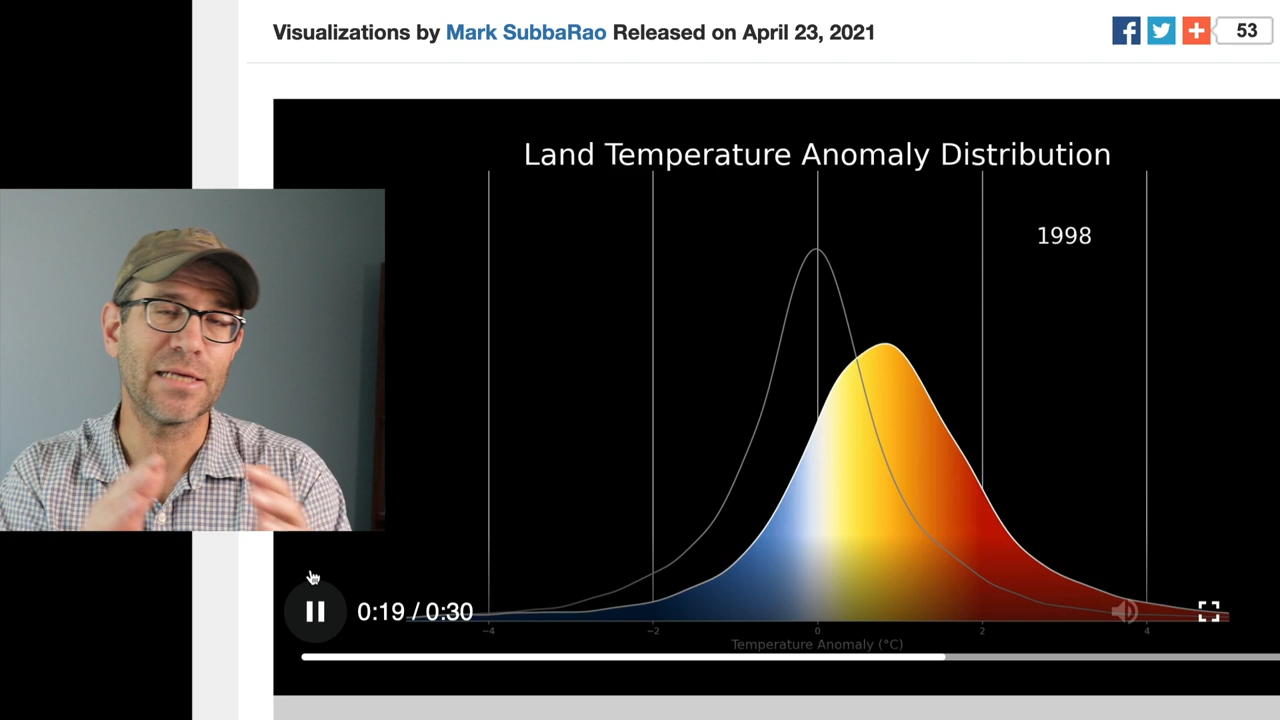 Visualizations by Mark SubbaRao Released on April 23, 2021
53
Land Temperature Anomaly Distribution
1998
0:19 / 0:30
−4 −2 0 2 4
Temperature Anomaly (°C)